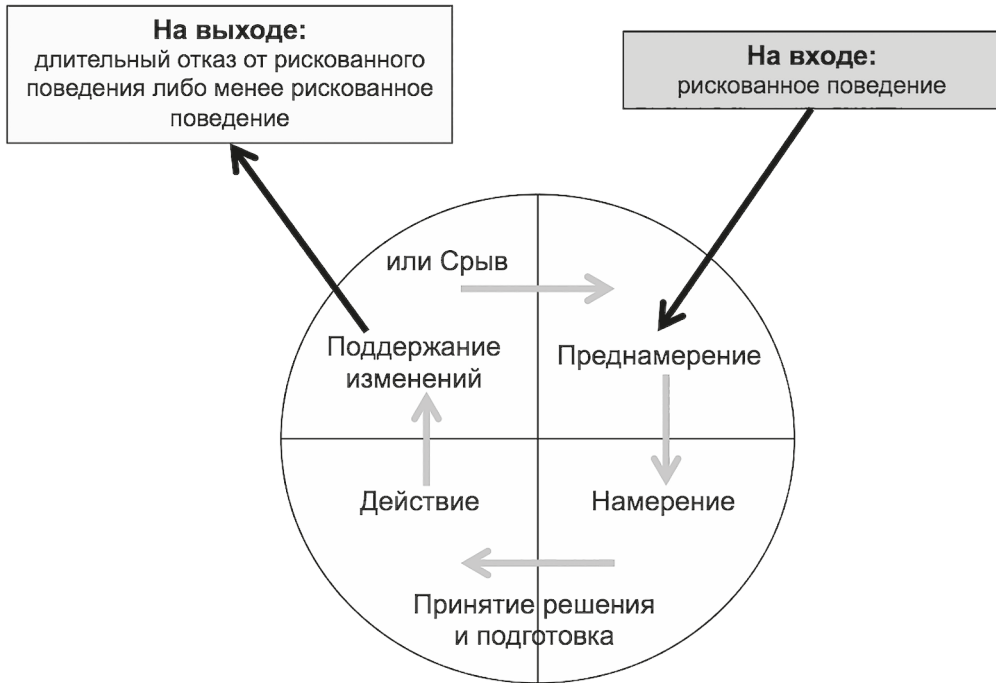 На выходе:
длительный отказ от рискованного
поведения либо менее рискованное
поведение
На входе:
рискованное поведение
или Срыв
Поддержание
изменений
Преднамерение
Действие
Намерение
Принятие решения
и подготовка